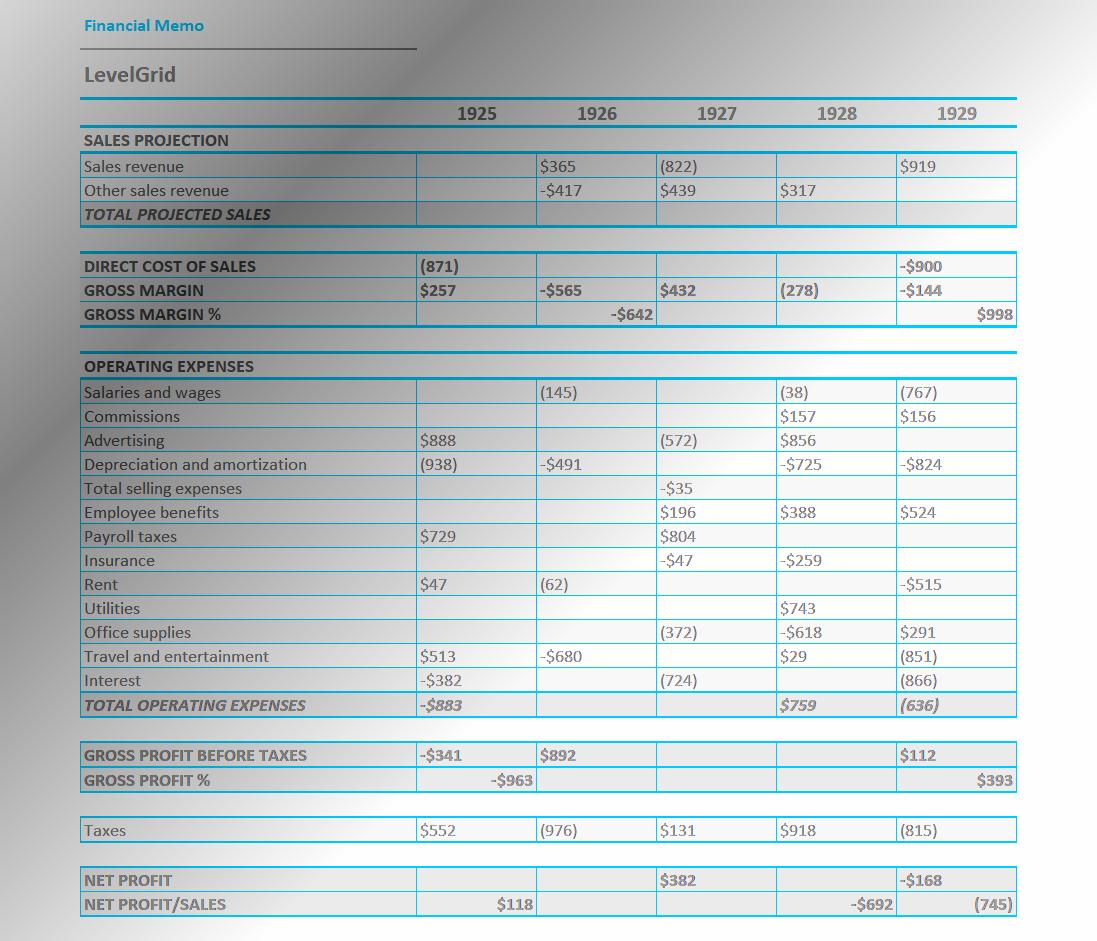 Financial Memo
LevelGrid
1925 1926 1927 1928 1929
SALES PROJECTION
Sales revenue $365 (822) $919
Other sales revenue -$417 $439 $317
TOTAL PROJECTED SALES
DIRECT COST OF SALES (871) -$900
GROSS MARGIN $257 -$565 $432 (278) -$144
GROSS MARGIN % -$642 $998
OPERATING EXPENSES
Salaries and wages (145) (38) (767)
Commissions $157 $156
Advertising $888 (572) $856
Depreciation and amortization (938) -$491 -$725 -$824
Total selling expenses -$35
Employee benefits $196 $388 $524
Payroll taxes $729 $804
Insurance -$47 -$259
Rent $47 (62) -$515
Utilities $743
Office supplies (372) -$618 $291
Travel and entertainment $513 -$680 $29 (851)
Interest -$382 (724) (866)
TOTAL OPERATING EXPENSES -$883 $759 (636)
GROSS PROFIT BEFORE TAXES -$341 $892 $112
GROSS PROFIT % -$963 $393
Taxes $552 (976) $131 $918 (815)
NET PROFIT $382 -$168
NET PROFIT/SALES $118 -$692 (745)